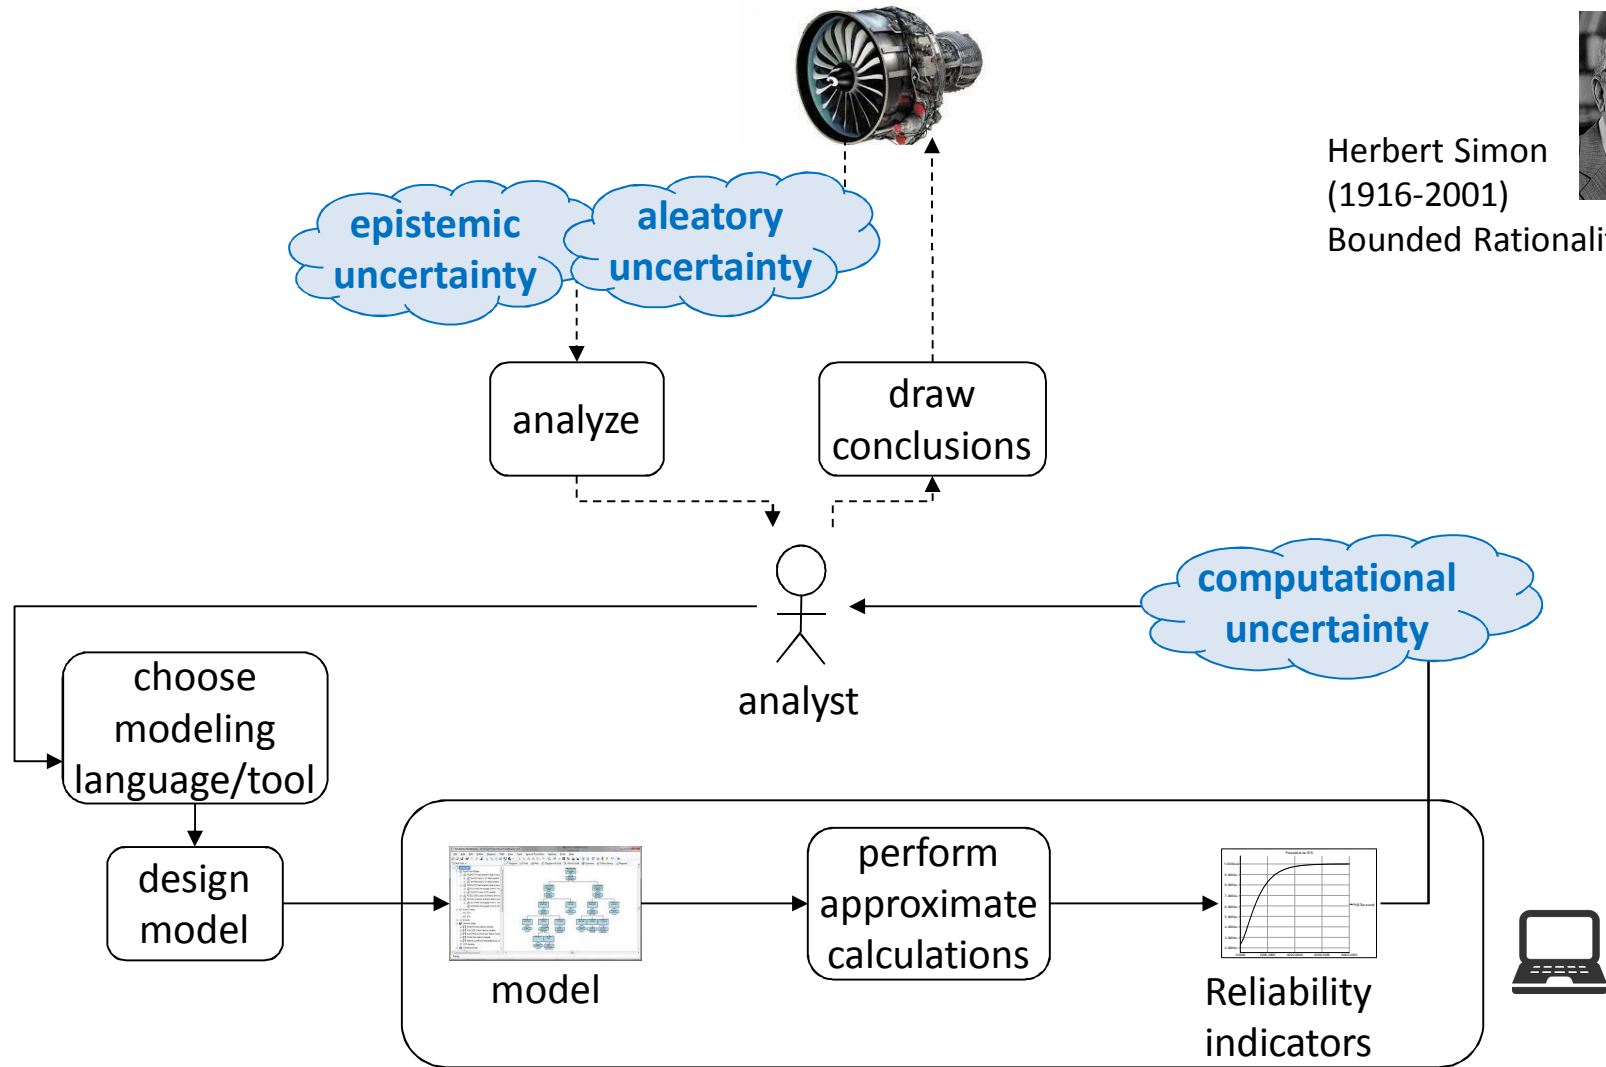 Herbert Simon
(1916-2001)
Bounded Rationali
epistemic
uncertainty
aleatory
uncertainty
analyze
draw
conclusions
computational
uncertainty
analyst
choose
modeling
language/tool
design
model
model
perform
approximate
calculations
Reliability
indicators